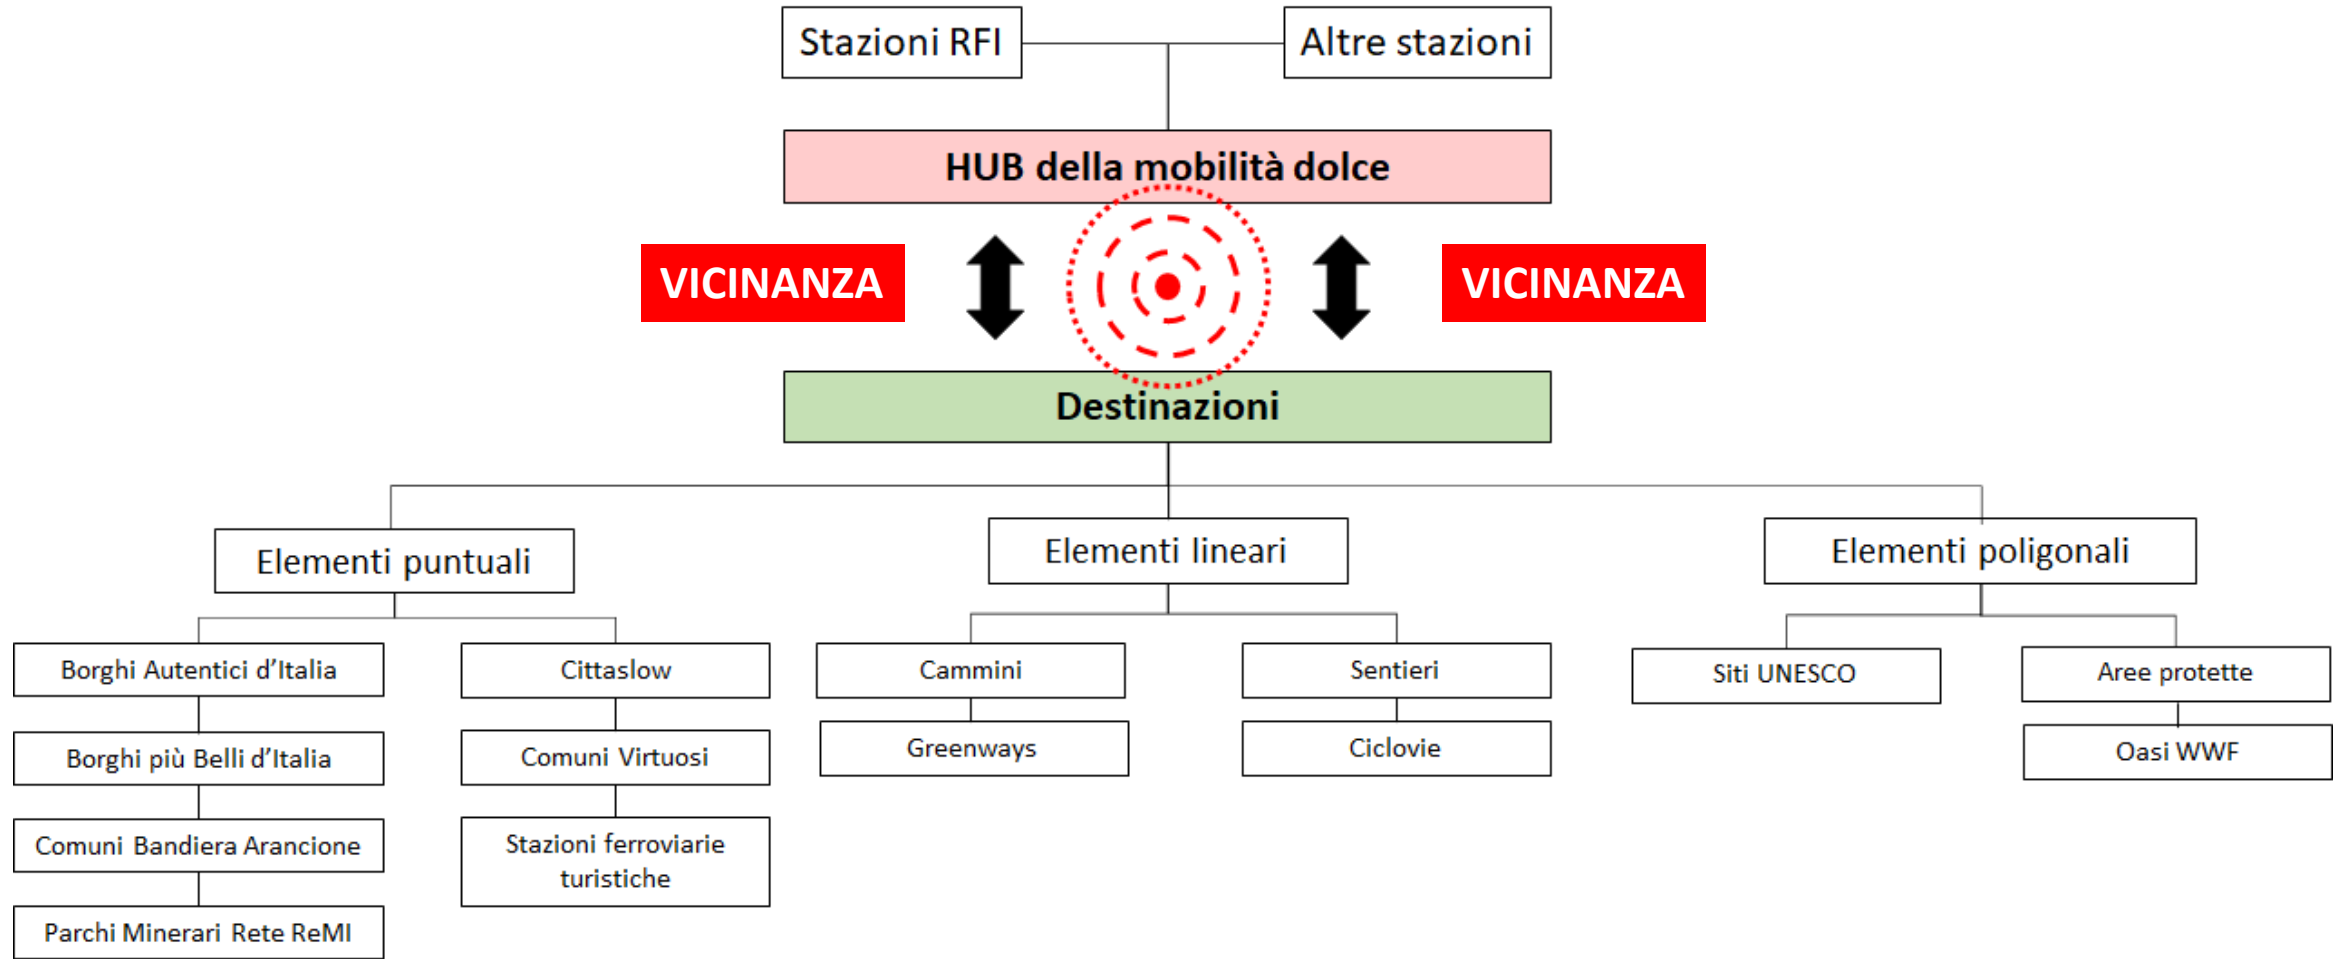 Stazioni RFI
Altre stazioni
HUB della mobilità dolce
VICINANZA
VICINANZA
Destinazioni
Elementi puntuali
Elementi lineari
Elementi poligonali
Borghi Autentici d’Italia
Cittaslow
Cammini
Sentieri
Siti UNESCO
Aree protette
Borghi più Belli d’Italia
Comuni Virtuosi
Greenways
Ciclovie
Oasi WWF
Comuni Bandiera Arancione
Stazioni ferroviarie
turistiche
Parchi Minerari Rete ReMI